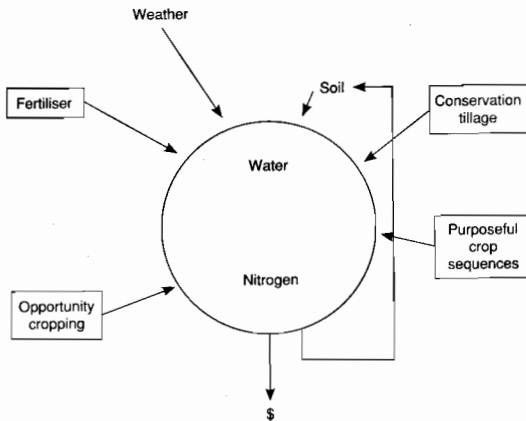 Weather
Soil
Fertiliser
Conservation
tillage
Water
Purposeful
crop
sequences
Nitrogen
Opportunity
cropping
$